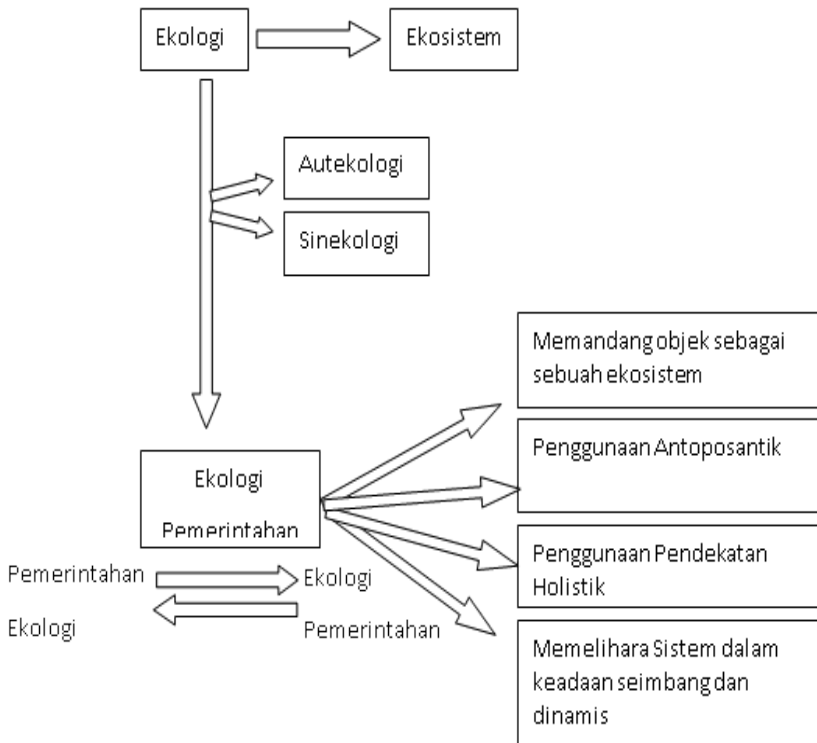 Ekologi
Ekosistem
Autekologi
Sinekologi
Memandang objek sebagai
sebuah ekosistem
Penggunaan Antoposantik
Ekologi
Pemerintahan
Penggunaan Pendekatan
Holistik
Pemerintahan
Ekologi
Ekologi
Pemerintahan
Memelihara Sistem dalam
keadaan seimbang dan
dinamis